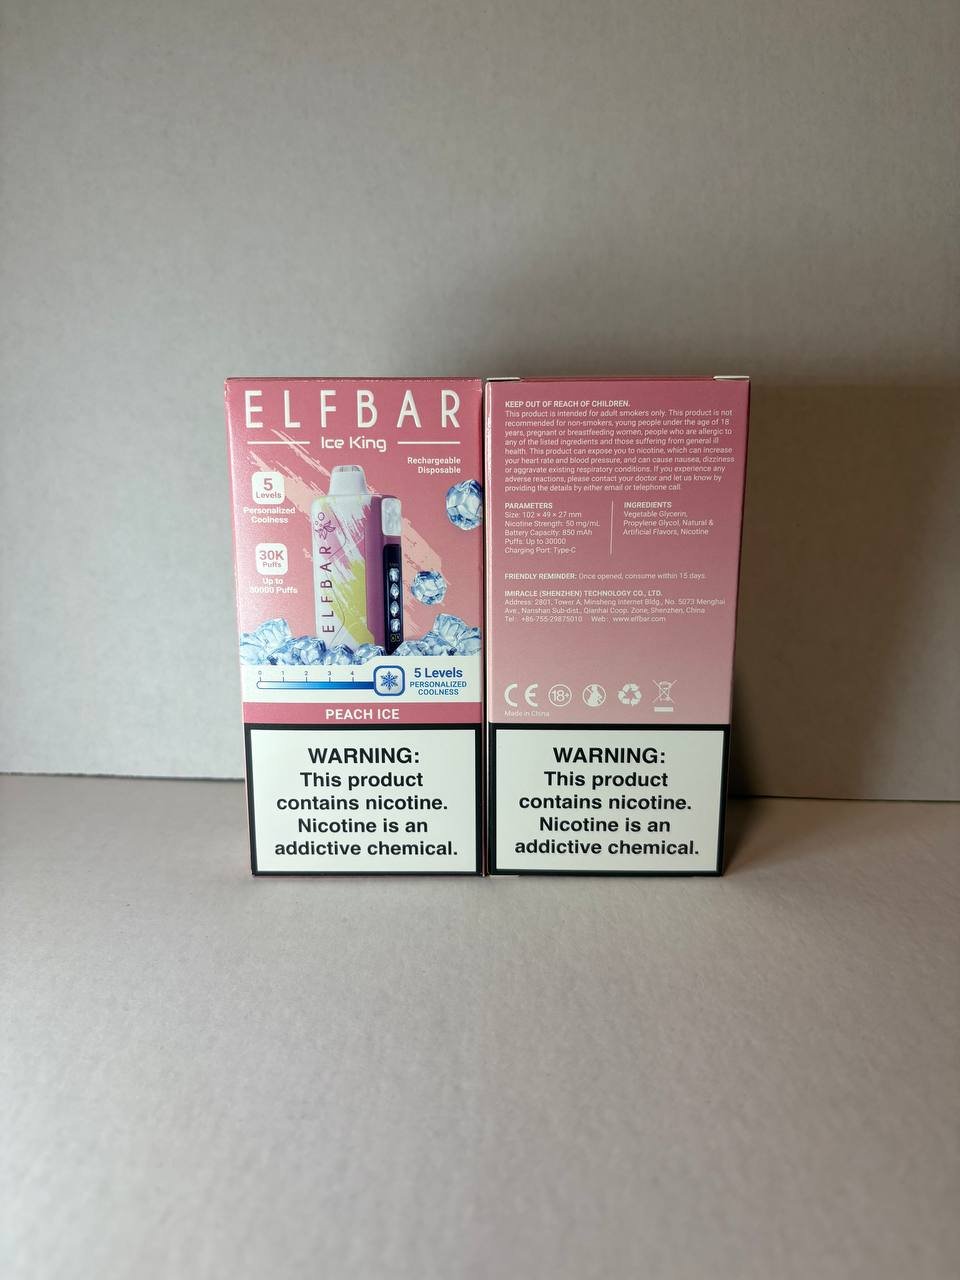 ELFBAR
Ice King
Rechargeable
Disposable
5
Levels
Personalized
Coolness
30K
Puffs
Up to
30000 Puffs
ELFBAR
0 1 2 3 4
5 Levels
PERSONALIZED
COOLNESS
PEACH ICE
WARNING:
This product
contains nicotine.
Nicotine is an
addictive chemical.
KEEP OUT OF REACH OF CHILDREN.
This product is intended for adult smokers only. This product is not
recommended for non-smokers, young people under the age of 18
years, pregnant or breastfeeding women, people who are allergic to
any of the listed ingredients and those suffering from general ill
health. This product can expose you to nicotine, which can increase
your heart rate and blood pressure, and can cause nausea, dizziness
or aggravate existing respiratory conditions. If you experience any
adverse reactions, please contact your doctor and let us know by
providing the details by either email or telephone call.
PARAMETERS
Size: 102 × 49 × 27 mm
Nicotine Strength: 50 mg/mL
Battery Capacity: 850 mAh
Puffs: Up to 30000
Charging Port: Type-C
INGREDIENTS
Vegetable Glycerin,
Propylene Glycol, Natural &
Artificial Flavors, Nicotine
FRIENDLY REMINDER: Once opened, consume within 15 days.
IMIRACLE (SHENZHEN) TECHNOLOGY CO., LTD.
Address: 2801, Tower A, Minsheng Internet Bldg., No. 5073 Menghai
Ave., Nanshan Sub-dist., Qianhai Coop. Zone, Shenzhen, China
Tel: +86-755-29875010 Web: www.elfbar.com
CE 18+
Made in China
WARNING:
This product
contains nicotine.
Nicotine is an
addictive chemical.